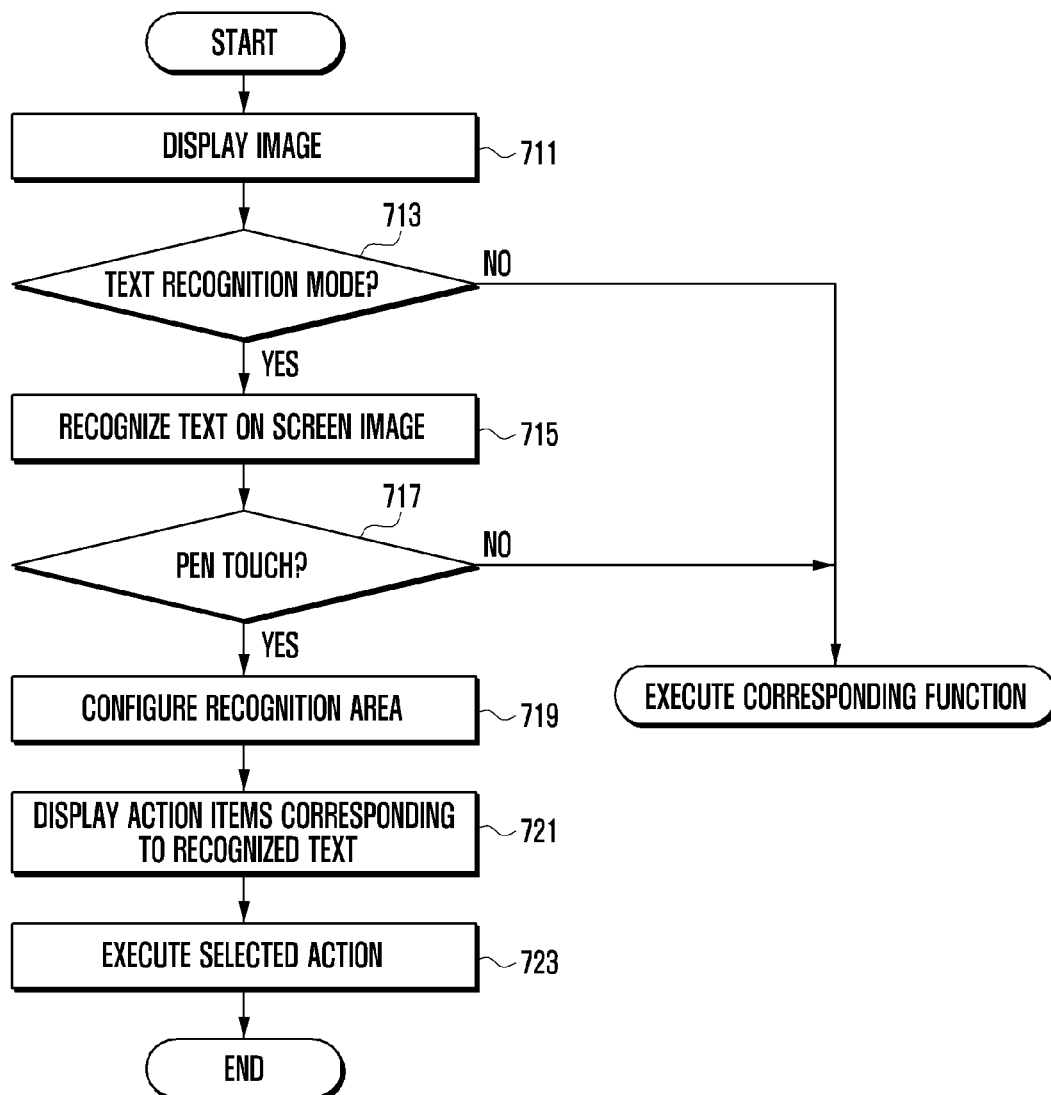 START
DISPLAY IMAGE
711
713
TEXT RECOGNITION MODE?
NO
YES
RECOGNIZE TEXT ON SCREEN IMAGE
715
717
PEN TOUCH?
NO
YES
CONFIGURE RECOGNITION AREA
719
EXECUTE CORRESPONDING FUNCTION
DISPLAY ACTION ITEMS CORRESPONDING
TO RECOGNIZED TEXT
721
EXECUTE SELECTED ACTION
723
END